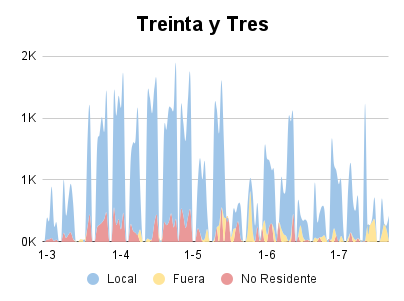 Treinta y Tres
2K
1K
1K
0K
1-3 1-4 1-5 1-6 1-7
Local Fuera No Residente